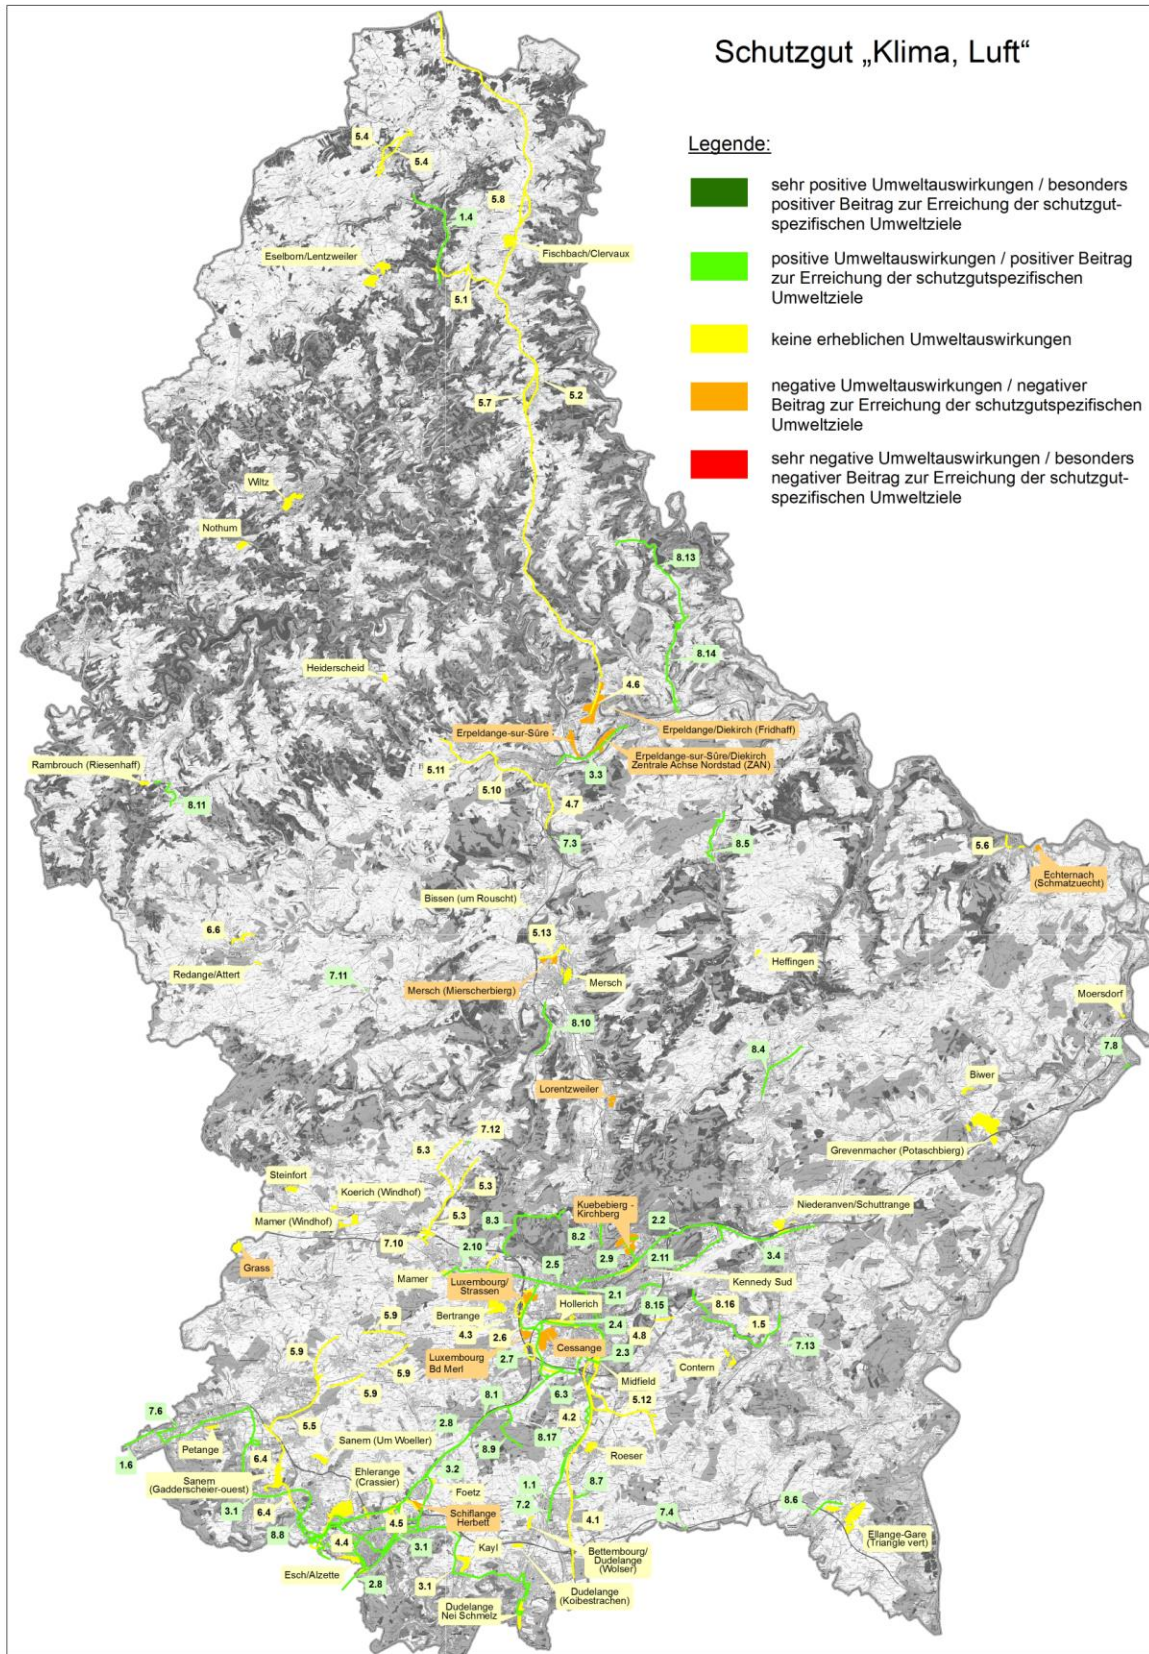 Schutzgut „Klima, Luft“
Legende:
sehr positive Umweltauswirkungen / besonders
positiver Beitrag zur Erreichung der schutzgut-
spezifischen Umweltziele
positive Umweltauswirkungen / positiver Beitrag
zur Erreichung der schutzgutspezifischen
Umweltziele
keine erheblichen Umweltauswirkungen
negative Umweltauswirkungen / negativer
Beitrag zur Erreichung der schutzgutspezifischen
Umweltziele
sehr negative Umweltauswirkungen / besonders
negativer Beitrag zur Erreichung der schutzgut-
spezifischen Umweltziele
5.4
5.4
5.8
1.4
Fischbach/Clervaux
Eselborn/Lentzweiler
5.1
5.2
5.7
Wiltz
Nothum
8.13
8.14
Heiderscheid
4.6
Erpeldange/Diekirch (Fridhaff)
Erpeldange-sur-Sûre
Erpeldange-sur-Sûre/Diekirch
Zentrale Achse Nordstad (ZAN)
3.3
Rambrouch (Riesenhaff)
5.11
5.10
4.7
8.11
7.3
8.5
5.6
Echternach
(Schmatzuecht)
Bissen (um Rouscht)
6.6
5.13
Redange/Attert
7.11
Mersch (Mierscherbierg)
Mersch
Heffingen
Moersdorf
8.10
8.4
7.8
Biwer
Lorentzweiler
Grevenmacher (Potaschbierg)
7.12
5.3
Steinfort
Koerich (Windhof)
5.3
Mamer (Windhof)
5.3
8.3
Kuebebierg -
Kirchberg
8.2
2.2
Niederanven/Schuttrange
7.10
2.10
2.9
2.11
3.4
Grass
2.5
Mamer
Kennedy Sud
Luxembourg/
Strassen
2.1
Hollerich
8.15
8.16
Bertrange
2.4
5.9
4.3
2.6
4.8
1.5
Cessange
5.9
Luxembourg
Bd Merl
2.7
2.3
7.13
5.9
Midfield
Contern
5.9
8.1
6.3
7.6
5.5
2.8
4.2
5.12
8.17
Petange
8.9
1.6
6.4
Sanem (Um Woeller)
Roeser
3.2
Sanem
(Gadderscheier-ouest)
Ehlerange
(Crassier)
1.1
8.7
Foetz
3.1
6.4
7.2
8.6
Schiflange
Herbett
7.4
8.8
4.5
4.1
Ellange-Gare
(Triangle vert)
4.4
3.1
Kayl
Bettembourg/
Dudelange
(Wolser)
Esch/Alzette
2.8
3.1
Dudelange
(Koibestrachen)
Dudelange
Nei Schmelz